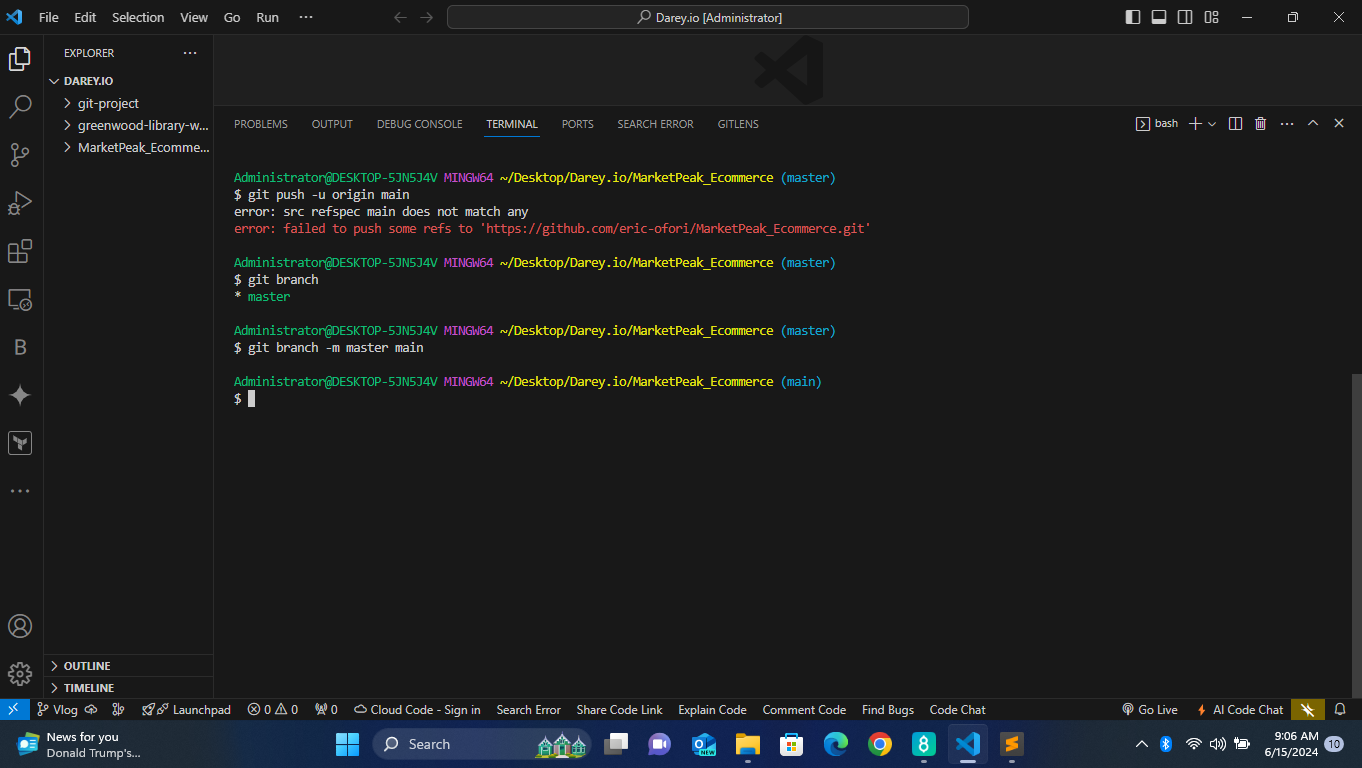 File Edit Selection View Go Run ···
Darey.io [Administrator]
EXPLORER ···
DAREY.IO
git-project
greenwood-library-w...
MarketPeak_Ecomme...
OUTLINE
TIMELINE
PROBLEMS OUTPUT DEBUG CONSOLE TERMINAL PORTS SEARCH ERROR GITLENS
bash
Administrator@DESKTOP-5JN5J4V MINGW64 ~/Desktop/Darey.io/MarketPeak_Ecommerce (master)
$ git push -u origin main
error: src refspec main does not match any
error: failed to push some refs to 'https://github.com/eric-ofori/MarketPeak_Ecommerce.git'
Administrator@DESKTOP-5JN5J4V MINGW64 ~/Desktop/Darey.io/MarketPeak_Ecommerce (master)
$ git branch
* master
Administrator@DESKTOP-5JN5J4V MINGW64 ~/Desktop/Darey.io/MarketPeak_Ecommerce (master)
$ git branch -m master main
Administrator@DESKTOP-5JN5J4V MINGW64 ~/Desktop/Darey.io/MarketPeak_Ecommerce (main)
$
B
Vlog Launchpad 0 0 0 Cloud Code - Sign in Search Error Share Code Link Explain Code Comment Code Find Bugs Code Chat Go Live AI Code Chat
News for you
Donald Trump's...
Search
NEW
8
9:06 AM
6/15/2024
10